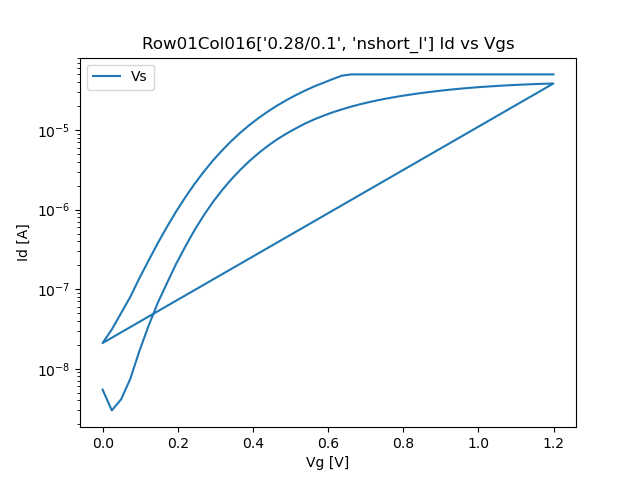 Row01Col016['0.28/0.1', 'nshort_l'] Id vs Vgs
Vs
Id [A]
10⁻⁵
10⁻⁶
10⁻⁷
10⁻⁸
0.0 0.2 0.4 0.6 0.8 1.0 1.2
Vg [V]